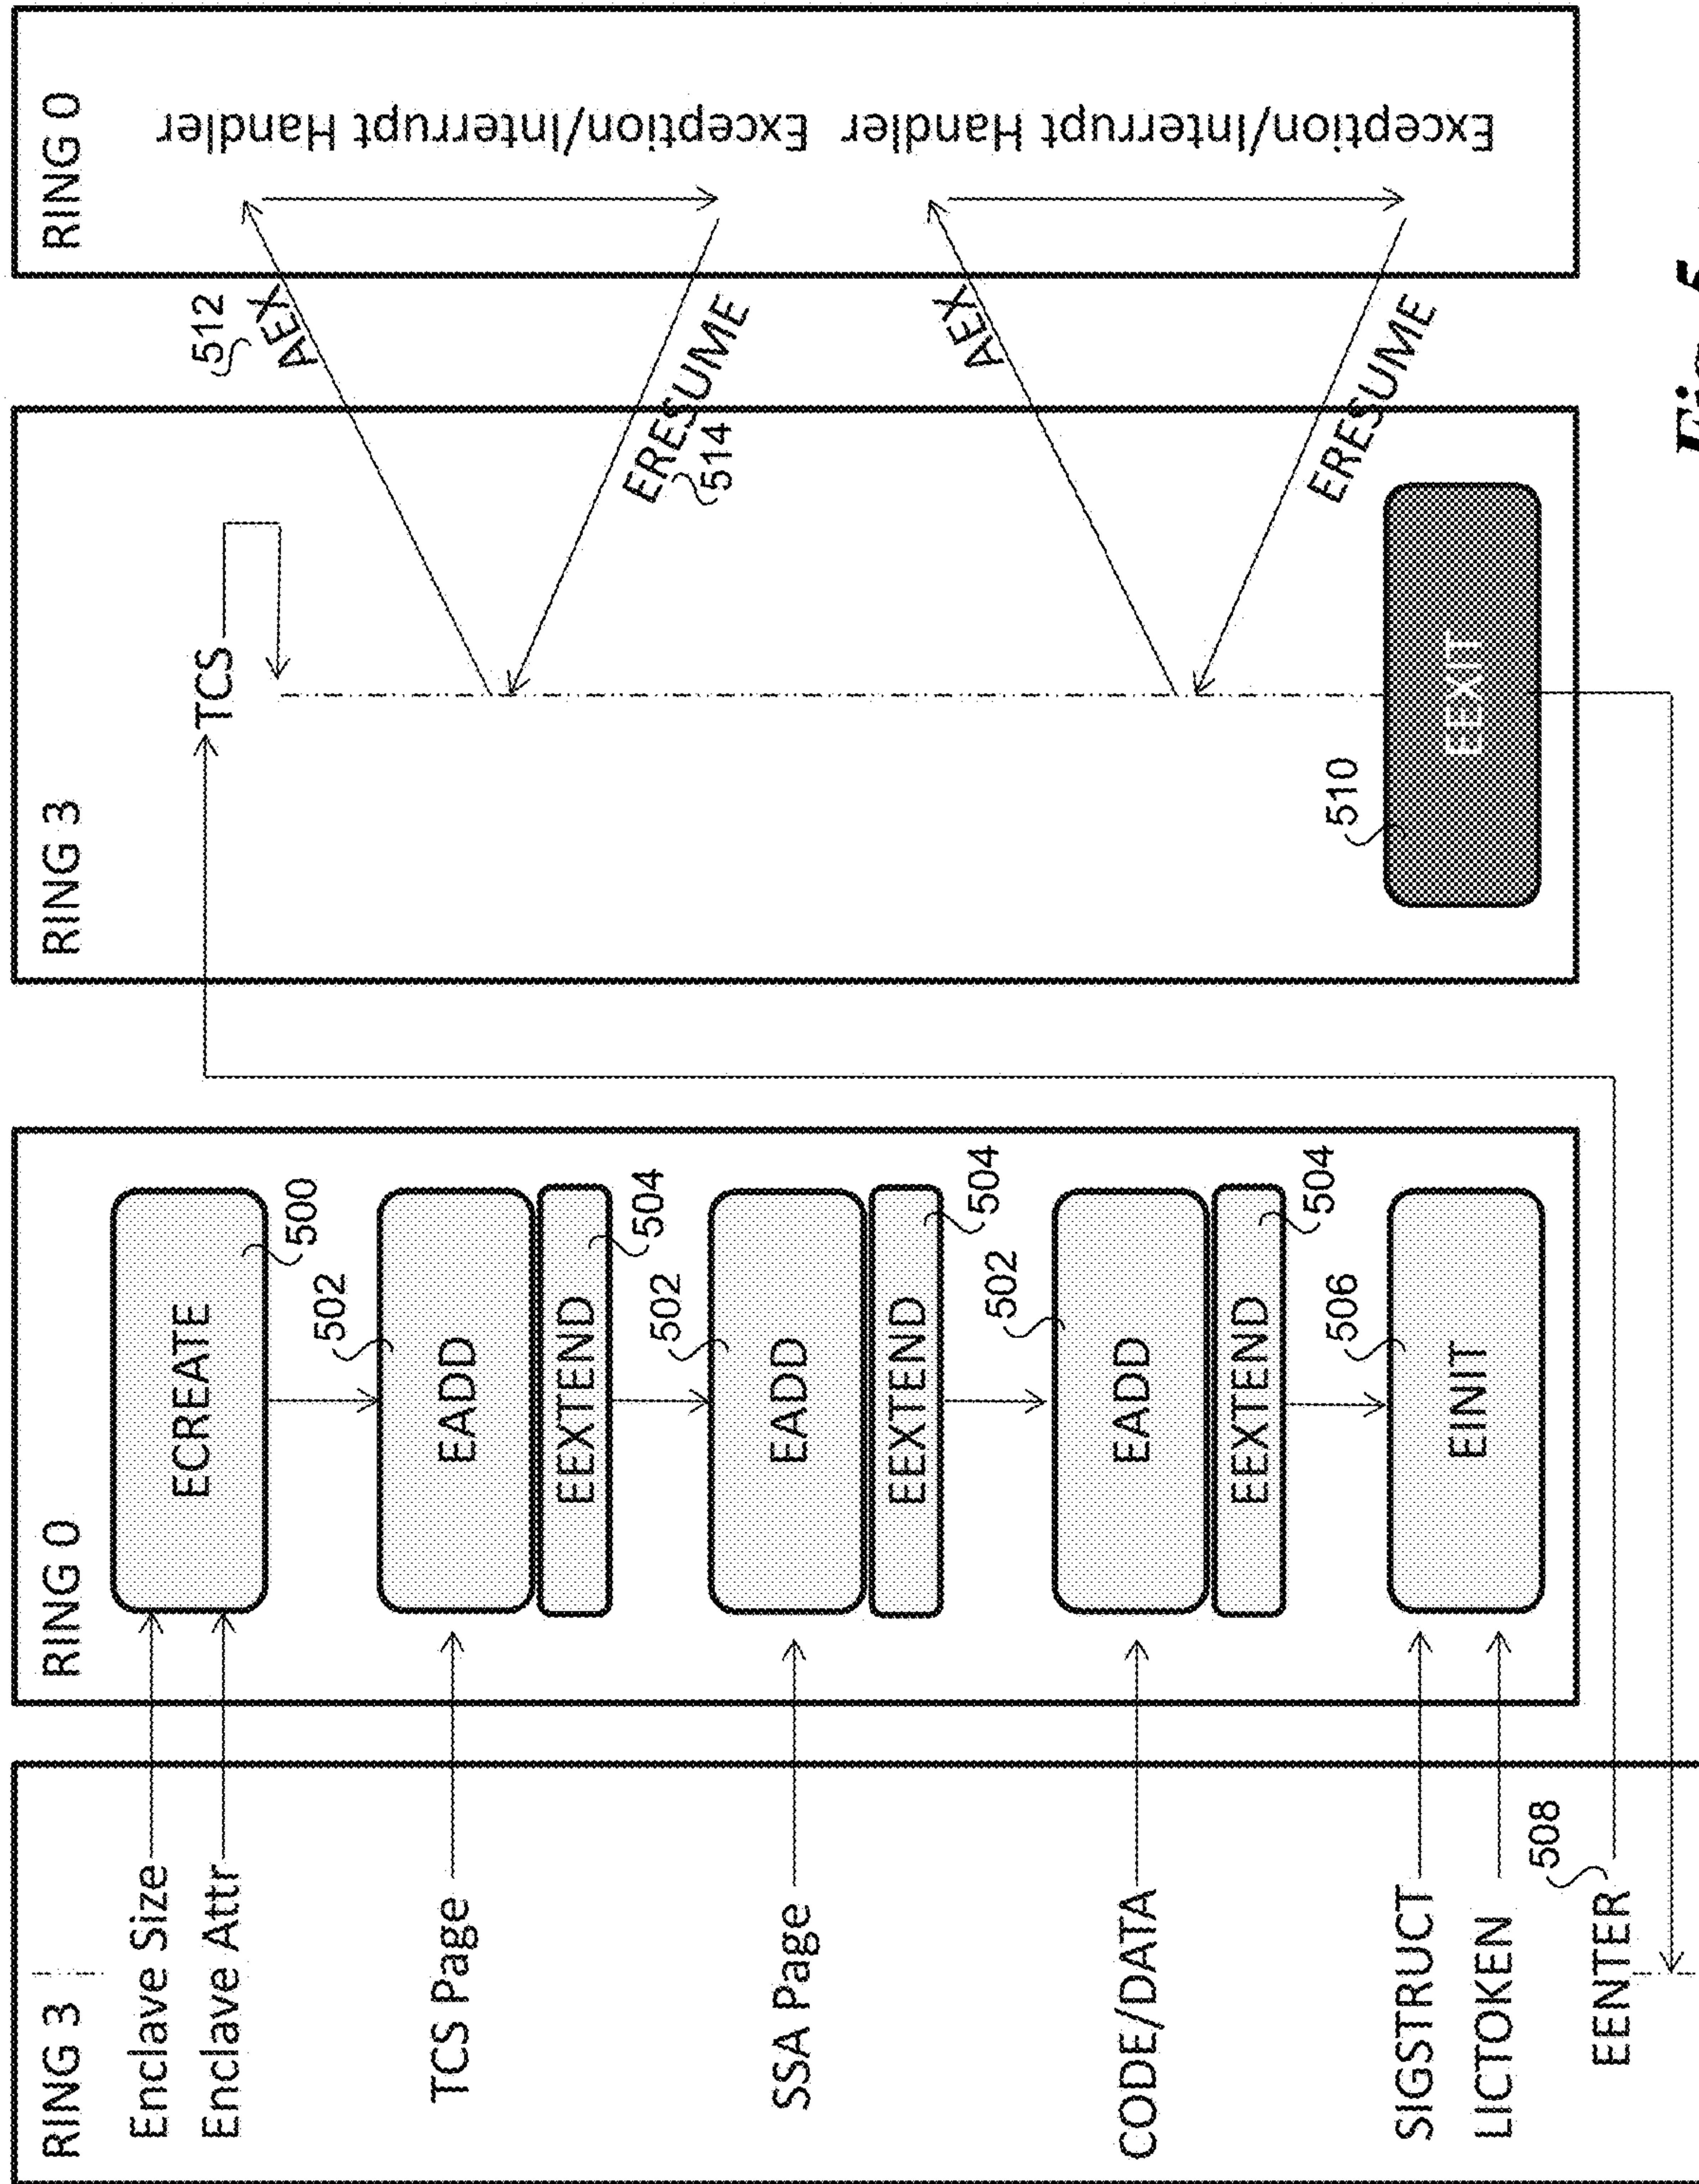 RING 3
Enclave Size
Enclave Attr
TCS Page
SSA Page
CODE/DATA
SIGSTRUCT
LICTOKEN
EENTER
508
RING 0
ECREATE
500
502
EADD
EEXTEND
504
502
EADD
EEXTEND
504
502
EADD
EEXTEND
504
506
EINIT
RING 3
TCS
510
EEXIT
512
AEX
ERESUME
514
AEX
ERESUME
RING 0
Exception/Interrupt Handler
Exception/Interrupt Handler
Fig. 5